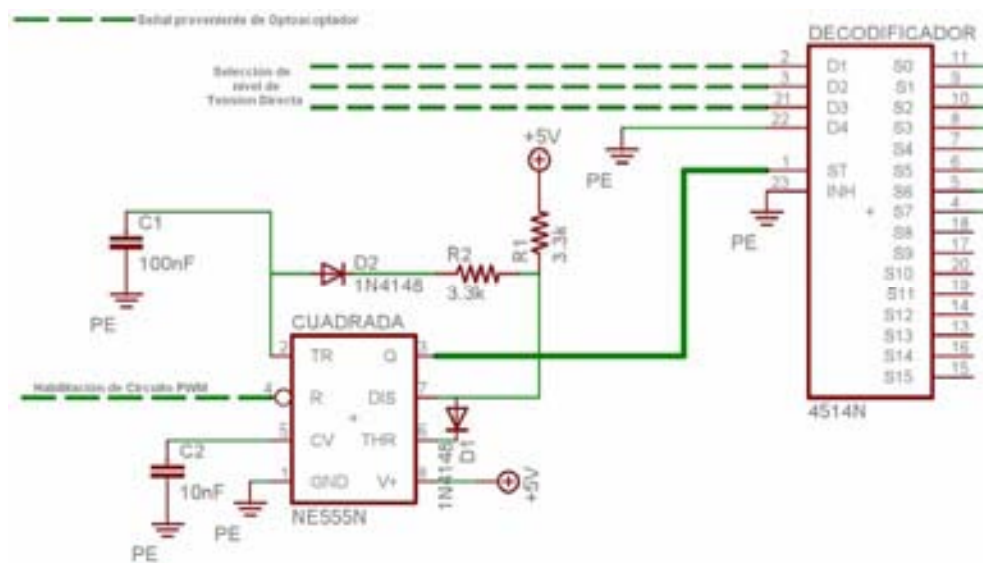 Señal proveniente de Optoacoplador
DECODIFICADOR
Selección de
nivel de
Tension Directa
2 D1 S0 11
3 D2 S1 9
21 D3 S2 10
22 D4 S3 8
S4 7
1 ST S5 6
23 INH S6 5
+ S7 4
S8 18
S9 17
S10 20
S11 19
S12 14
S13 13
S14 16
S15 15
4514N
PE
PE
+5V
R1
3.3k
C1
100nF
PE
D2
1N4148
R2
3.3k
CUADRADA
2 TR Q 3
Habilitación de Circuito PWM
4 R DIS 7
+
5 CV THR 6
1 GND V+ 8
NE555N
D1
1N4148
+5V
C2
10nF
PE
PE